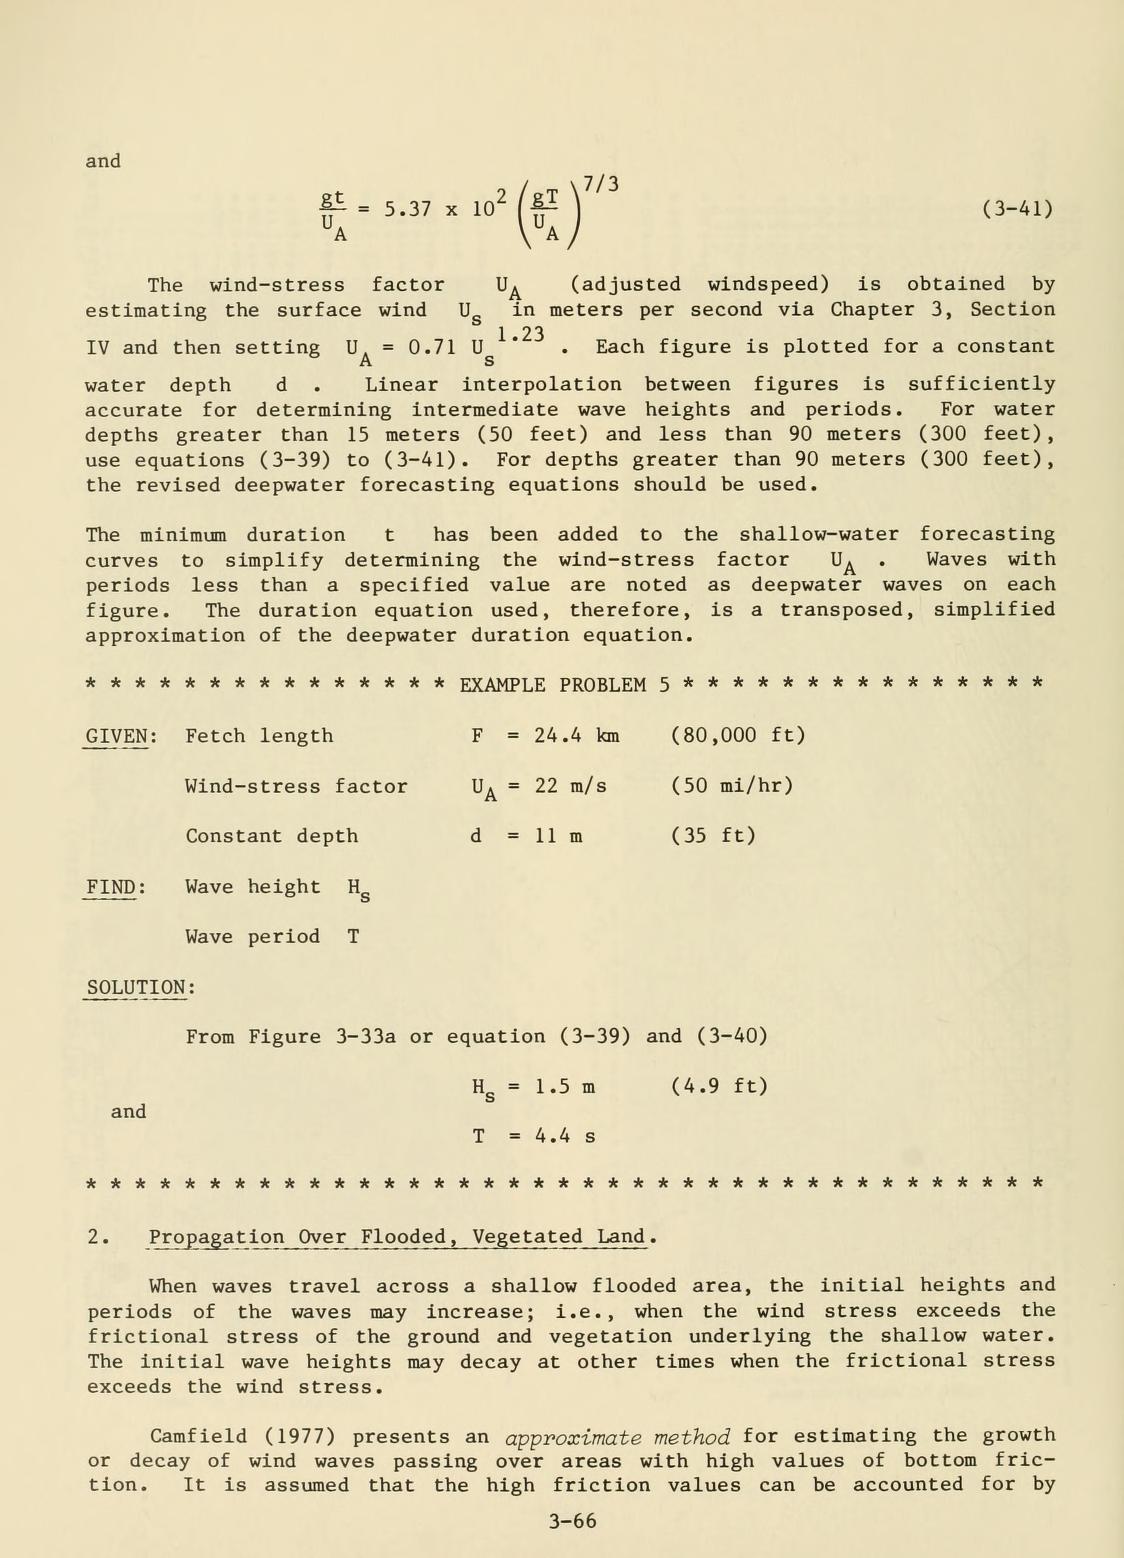 and
gt/U_A = 5.37 x 10^2 (gT/U_A)^7/3 (3-41)
The wind-stress factor U_A (adjusted windspeed) is obtained by
estimating the surface wind U_s in meters per second via Chapter 3, Section
IV and then setting U_A = 0.71 U_s^1.23 . Each figure is plotted for a constant
water depth d . Linear interpolation between figures is sufficiently
accurate for determining intermediate wave heights and periods. For water
depths greater than 15 meters (50 feet) and less than 90 meters (300 feet),
use equations (3-39) to (3-41). For depths greater than 90 meters (300 feet),
the revised deepwater forecasting equations should be used.
The minimum duration t has been added to the shallow-water forecasting
curves to simplify determining the wind-stress factor U_A . Waves with
periods less than a specified value are noted as deepwater waves on each
figure. The duration equation used, therefore, is a transposed, simplified
approximation of the deepwater duration equation.
* * * * * * * * * * * * * * * EXAMPLE PROBLEM 5 * * * * * * * * * * * * * * *
GIVEN: Fetch length F = 24.4 km (80,000 ft)
Wind-stress factor U_A = 22 m/s (50 mi/hr)
Constant depth d = 11 m (35 ft)
FIND: Wave height H_s
Wave period T
SOLUTION:
From Figure 3-33a or equation (3-39) and (3-40)
H_s = 1.5 m (4.9 ft)
and
T = 4.4 s
* * * * * * * * * * * * * * * * * * * * * * * * * * * * * * * * * * * * * * *
2. Propagation Over Flooded, Vegetated Land.
When waves travel across a shallow flooded area, the initial heights and
periods of the waves may increase; i.e., when the wind stress exceeds the
frictional stress of the ground and vegetation underlying the shallow water.
The initial wave heights may decay at other times when the frictional stress
exceeds the wind stress.
Camfield (1977) presents an approximate method for estimating the growth
or decay of wind waves passing over areas with high values of bottom fric-
tion. It is assumed that the high friction values can be accounted for by
3-66